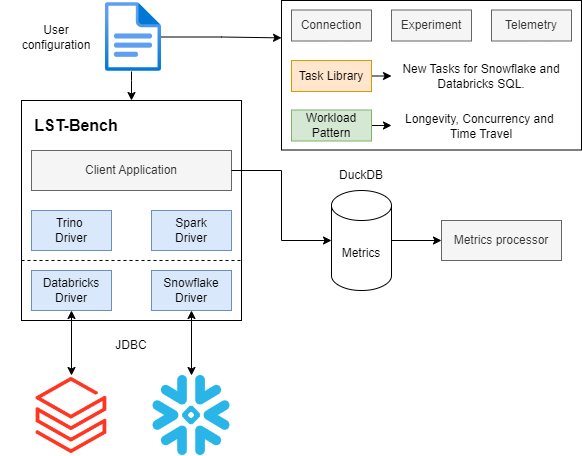 User
configuration
Connection
Experiment
Telemetry
Task Library
New Tasks for Snowflake and
Databricks SQL.
Workload
Pattern
Longevity, Concurrency and
Time Travel
LST-Bench
Client Application
Trino
Driver
Spark
Driver
Databricks
Driver
Snowflake
Driver
DuckDB
Metrics
Metrics processor
JDBC